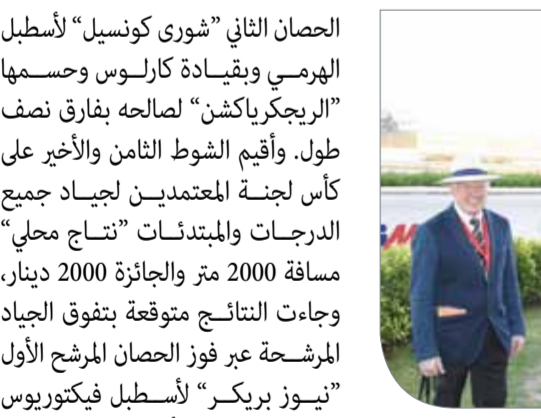 الحصان الثاني ”شورى كونسيل“ لأسطبل
الهرمي وبقيادة كارلوس وحسمها
”الريجكرياكشن“ لصالحه بفارق نصف
طول. وأقيم الشوط الثامن والأخير على
كأس لجنة المعتمدين لجياد جميع
الدرجات والمبتدئات ”نتاج محلي“
مسافة 2000 متر والجائزة 2000 دينار،
وجاءت النتائج متوقعة بتفوق الجياد
المرشحة عبر فوز الحصان المرشح الأول
”نيوز بريكر“ لأسطبل فيكتوريوس